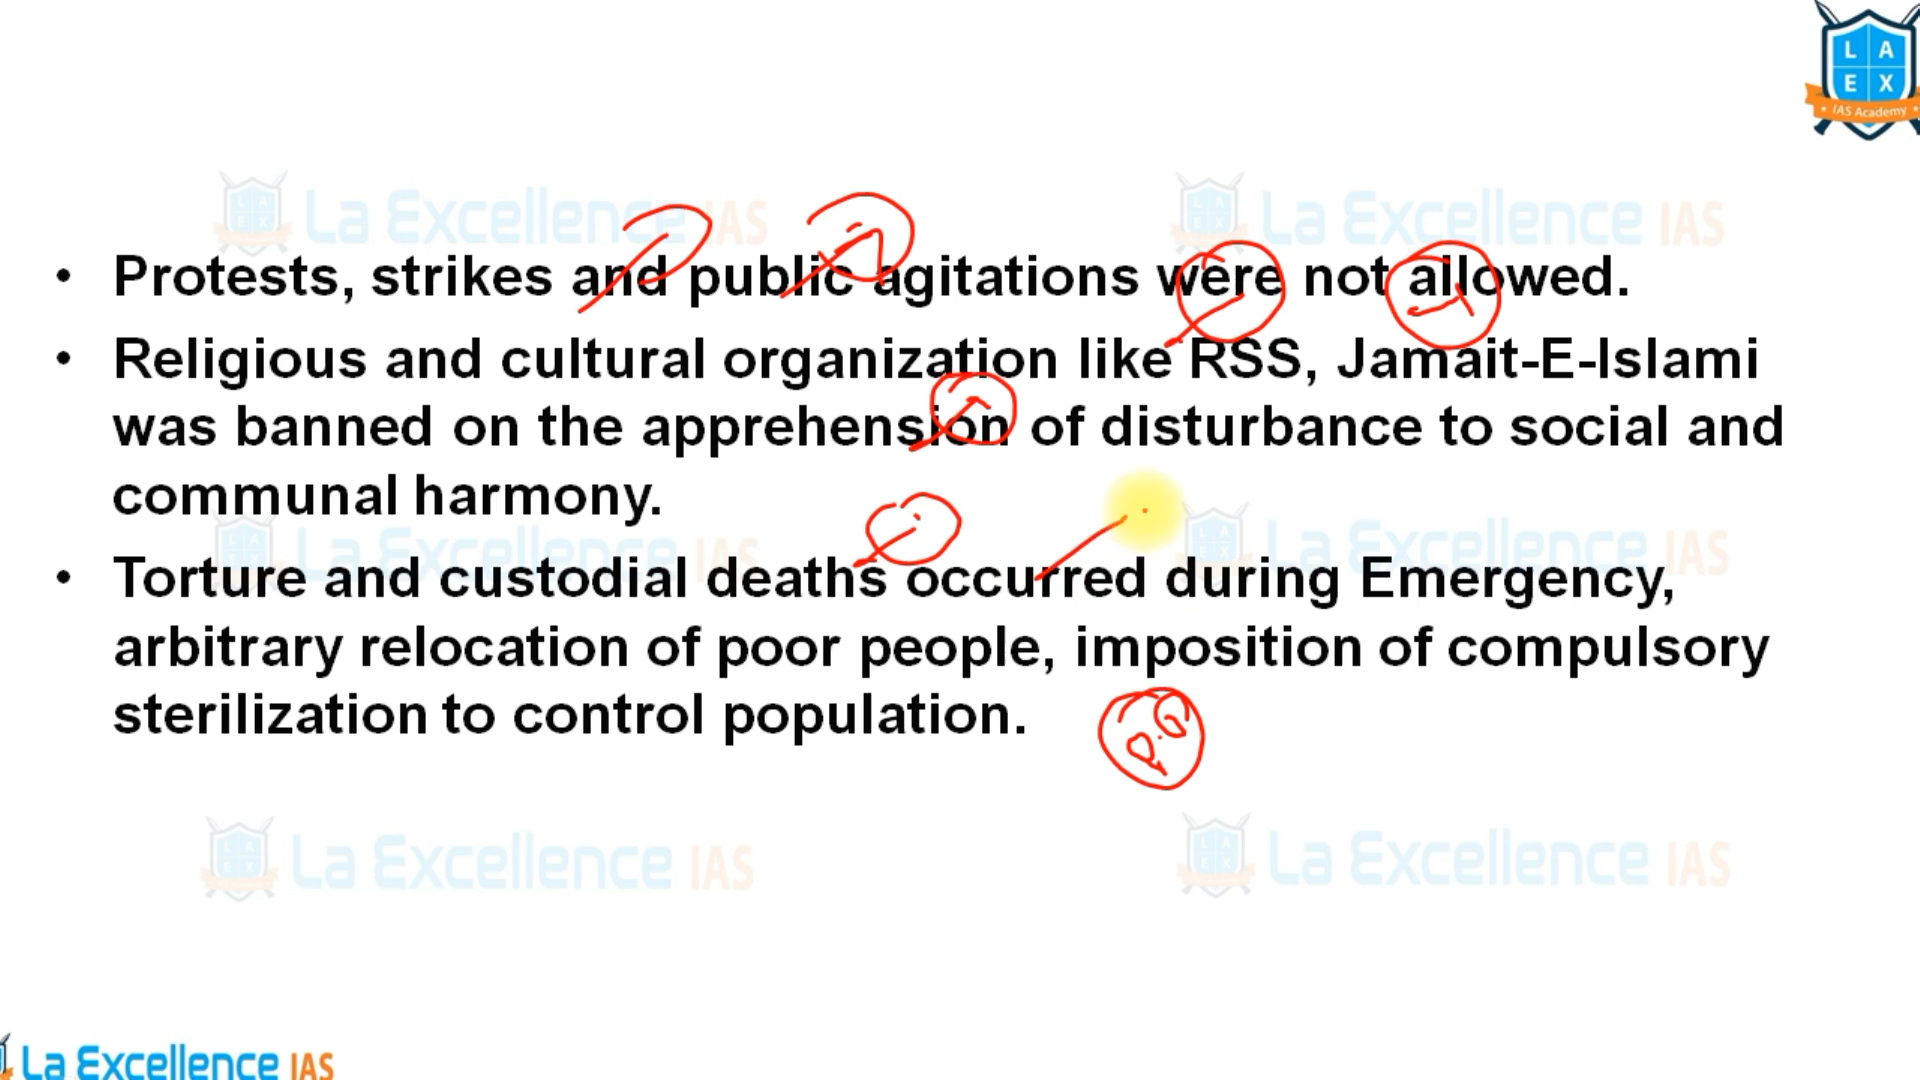 L A
E X
IAS Academy
La Excellence IAS La Excellence IAS
• Protests, strikes and public agitations were not allowed.
• Religious and cultural organization like RSS, Jamait-E-Islami
was banned on the apprehension of disturbance to social and
communal harmony.
La Excellence IAS La Excellence IAS
• Torture and custodial deaths occurred during Emergency,
arbitrary relocation of poor people, imposition of compulsory
sterilization to control population.
La Excellence IAS La Excellence IAS
La Excellence IAS